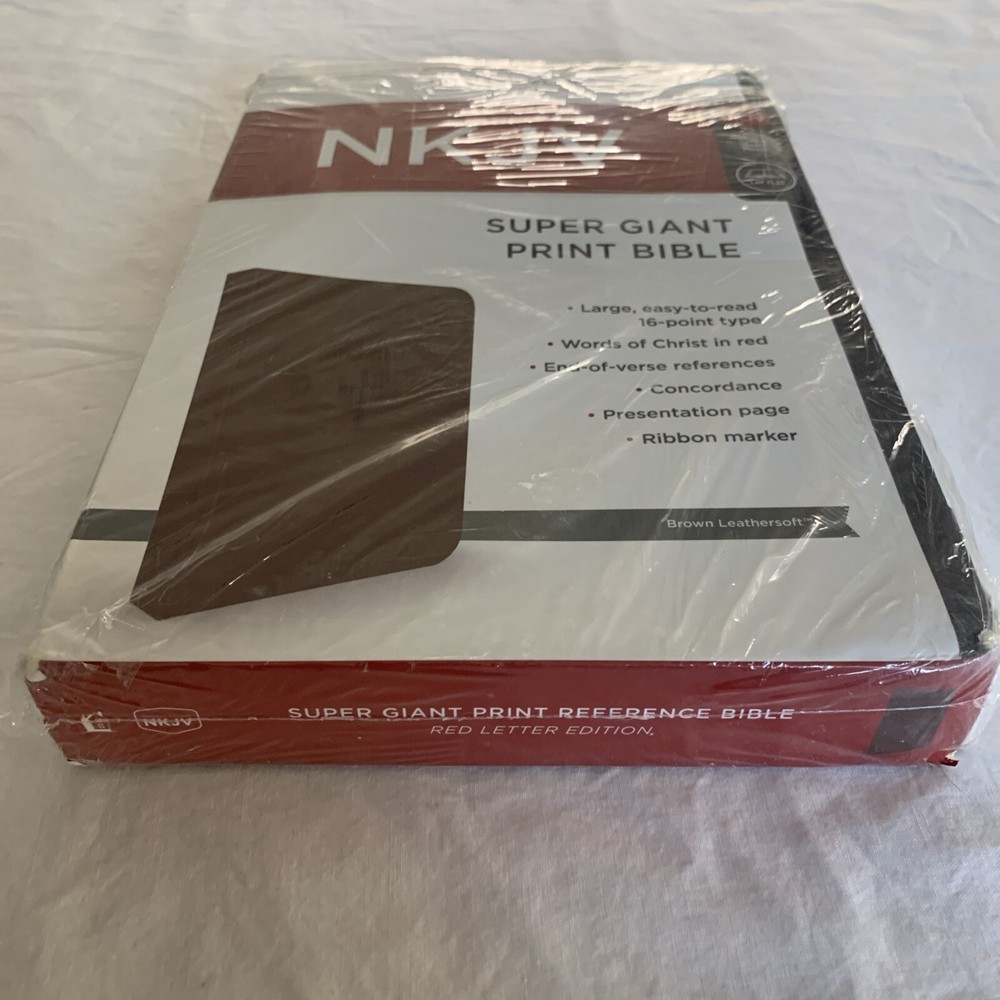 NKJV
SUPER GIANT
PRINT BIBLE
• Large, easy-to-read
16-point type
• Words of Christ in red
• End-of-verse references
• Concordance
• Presentation page
• Ribbon marker
Brown Leathersoft™
NKJV
SUPER GIANT PRINT REFERENCE BIBLE
RED LETTER EDITION